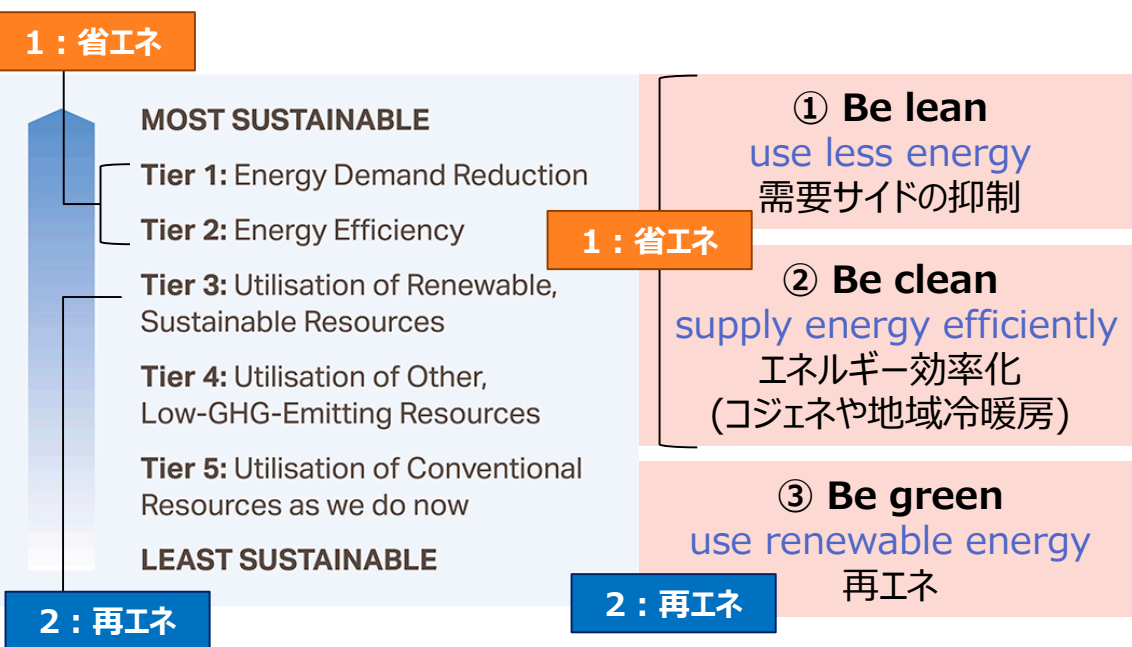 1：省エネ
MOST SUSTAINABLE
Tier 1: Energy Demand Reduction
Tier 2: Energy Efficiency
Tier 3: Utilisation of Renewable,
Sustainable Resources
Tier 4: Utilisation of Other,
Low-GHG-Emitting Resources
Tier 5: Utilisation of Conventional
Resources as we do now
LEAST SUSTAINABLE
2：再エネ
① Be lean
use less energy
需要サイドの抑制
1：省エネ
② Be clean
supply energy efficiently
エネルギー効率化
(コジェネや地域冷暖房)
③ Be green
use renewable energy
再エネ
2：再エネ